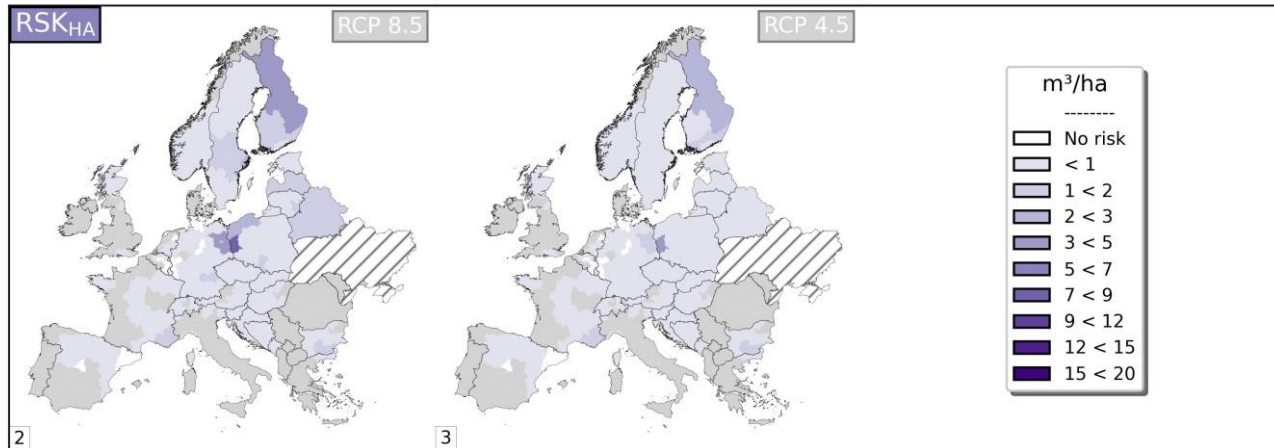 RSK_HA
RCP 8.5
RCP 4.5
m³/ha
--------
No risk
< 1
1 < 2
2 < 3
3 < 5
5 < 7
7 < 9
9 < 12
12 < 15
15 < 20
2
3